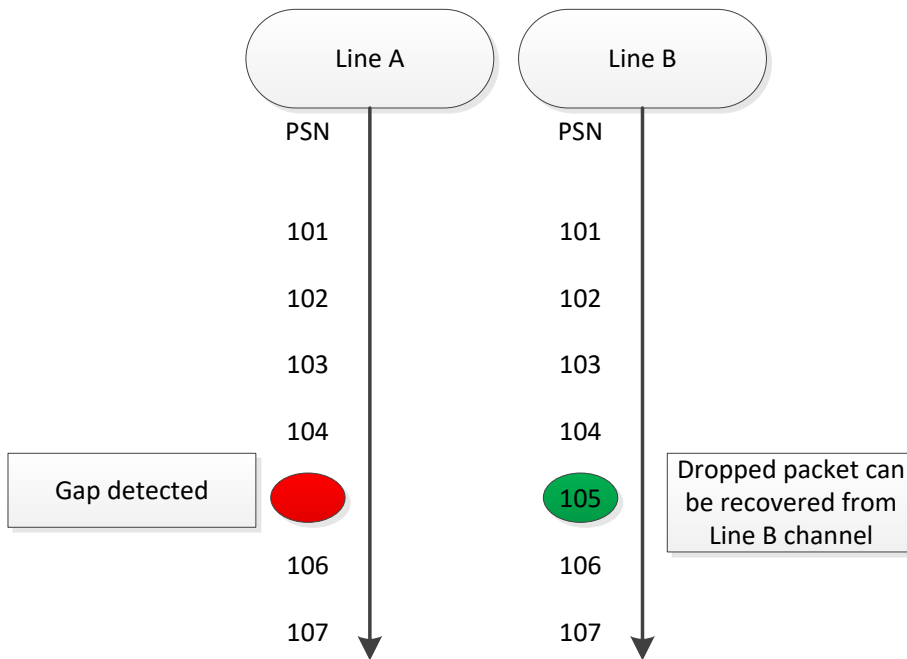 Line A
Line B
PSN
PSN
101
101
102
102
103
103
104
104
Gap detected
105
Dropped packet can
be recovered from
Line B channel
106
106
107
107